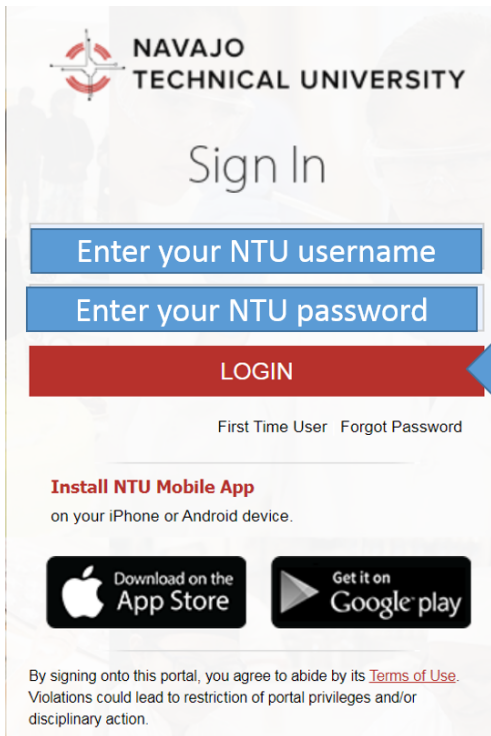 NAVAJO
TECHNICAL UNIVERSITY
Sign In
Enter your NTU username
Enter your NTU password
LOGIN
First Time User Forgot Password
Install NTU Mobile App
on your iPhone or Android device.
Download on the
App Store
Get it on
Google play
By signing onto this portal, you agree to abide by its Terms of Use.
Violations could lead to restriction of portal privileges and/or
disciplinary action.